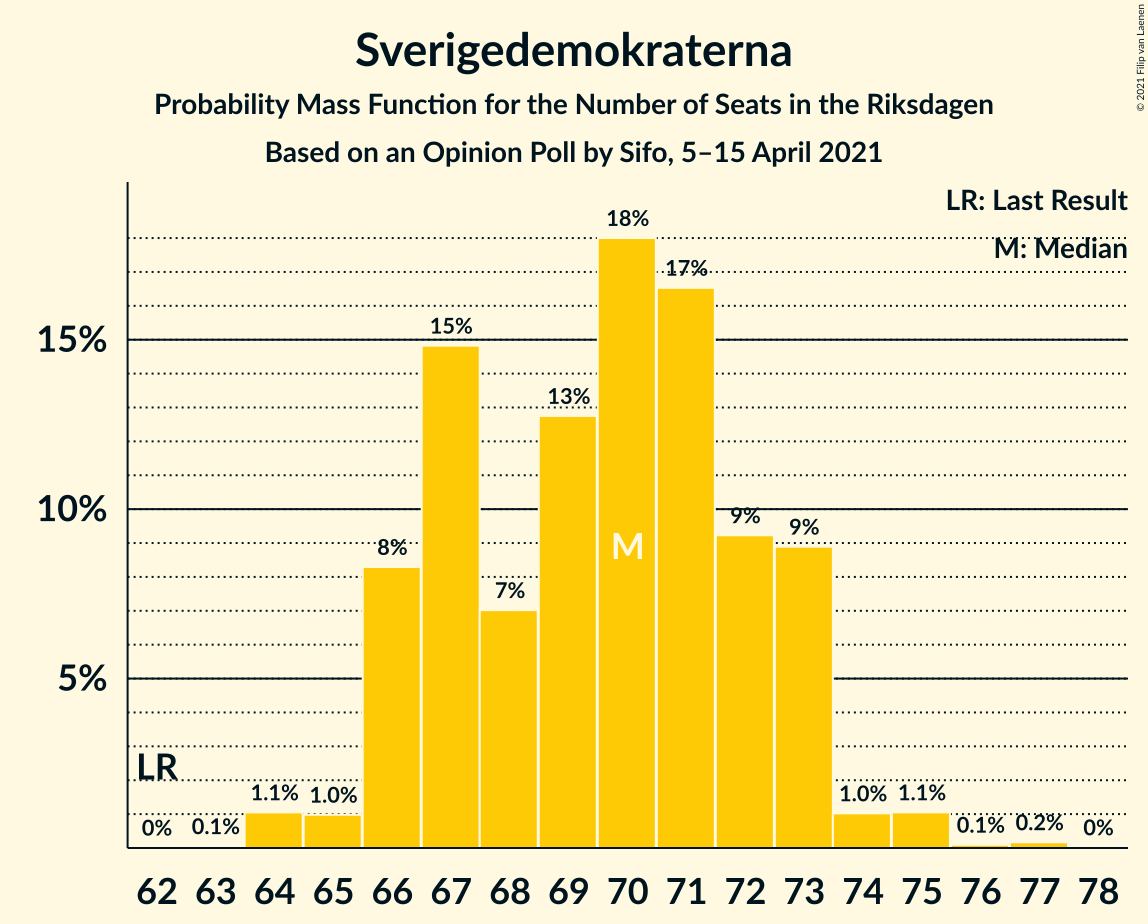 Sverigedemokraterna
Probability Mass Function for the Number of Seats in the Riksdagen
Based on an Opinion Poll by Sifo, 5–15 April 2021
© 2021 Filip van Laenen
LR: Last Result
M: Median
15%
10%
5%
LR
M
0% 0.1% 1.1% 1.0% 8% 15% 7% 13% 18% 17% 9% 9% 1.0% 1.1% 0.1% 0.2% 0%
62 63 64 65 66 67 68 69 70 71 72 73 74 75 76 77 78